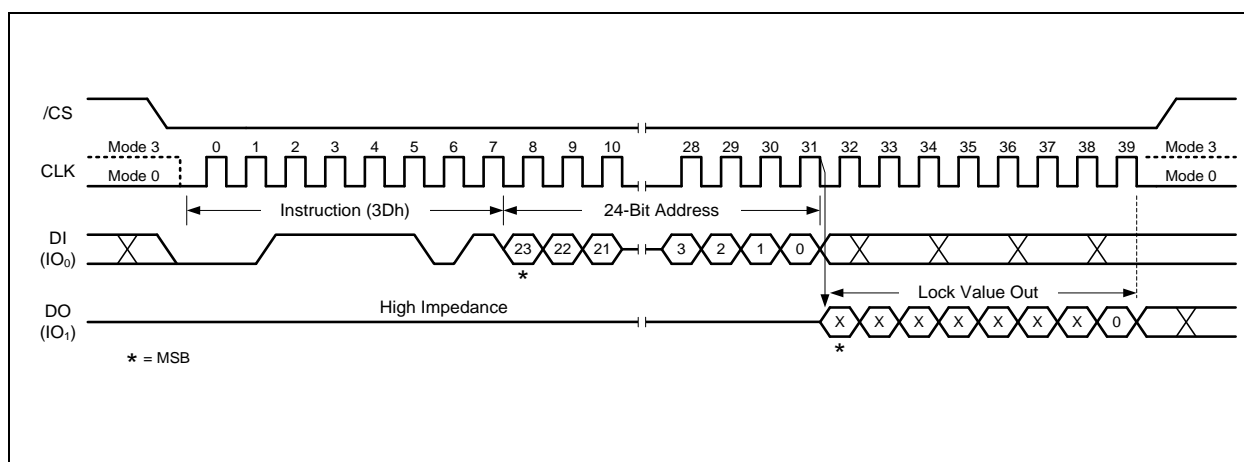 /CS
Mode 3 0 1 2 3 4 5 6 7 8 9 10 28 29 30 31 32 33 34 35 36 37 38 39 Mode 3
CLK
Mode 0 Mode 0
Instruction (3Dh) 24-Bit Address
DI
(IO0)
23 22 21 3 2 1 0
*
High Impedance Lock Value Out
DO
(IO1)
X X X X X X X 0
*
* = MSB